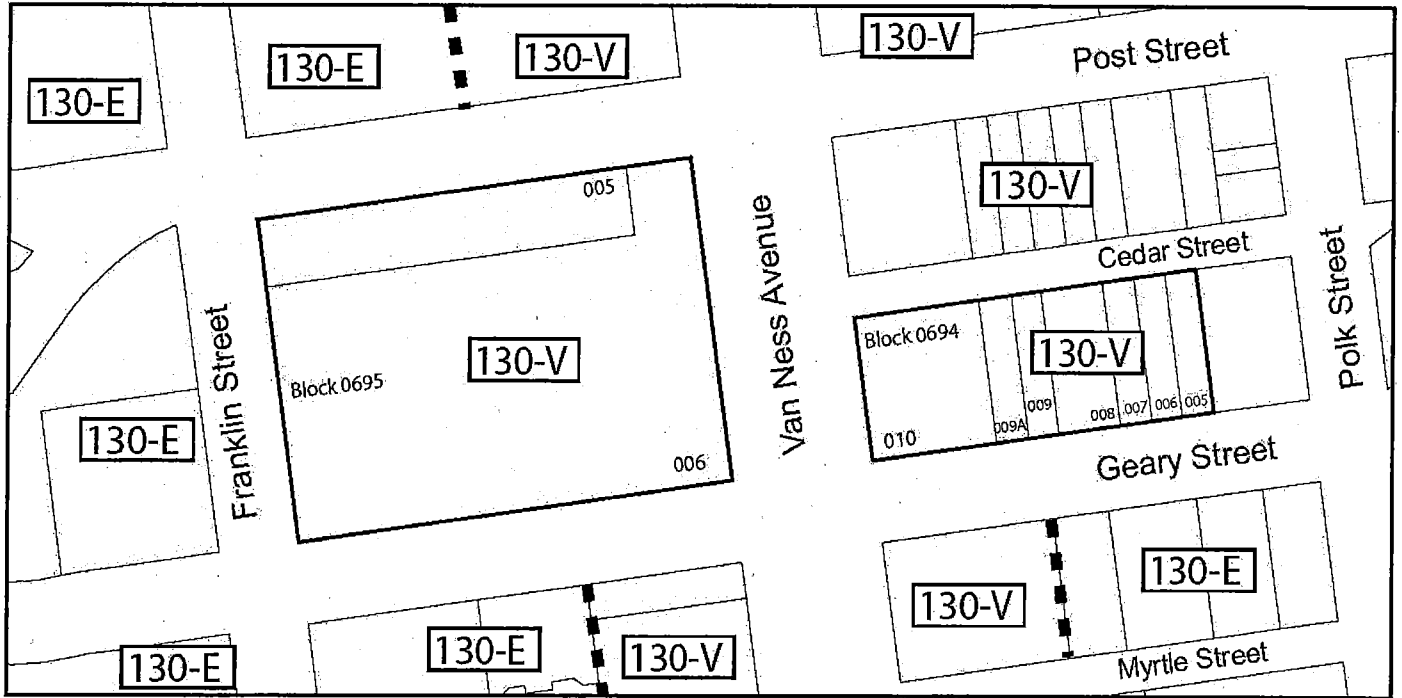 130-E
130-E
130-V
130-V
Post Street
130-V
Cedar Street
005
Van Ness Avenue
Franklin Street
Block 0695
130-V
006
Block 0694
130-V
009A
009
008
007
006
005
010
Polk Street
Geary Street
130-E
130-V
130-E
Myrtle Street
130-E
130-E
130-V